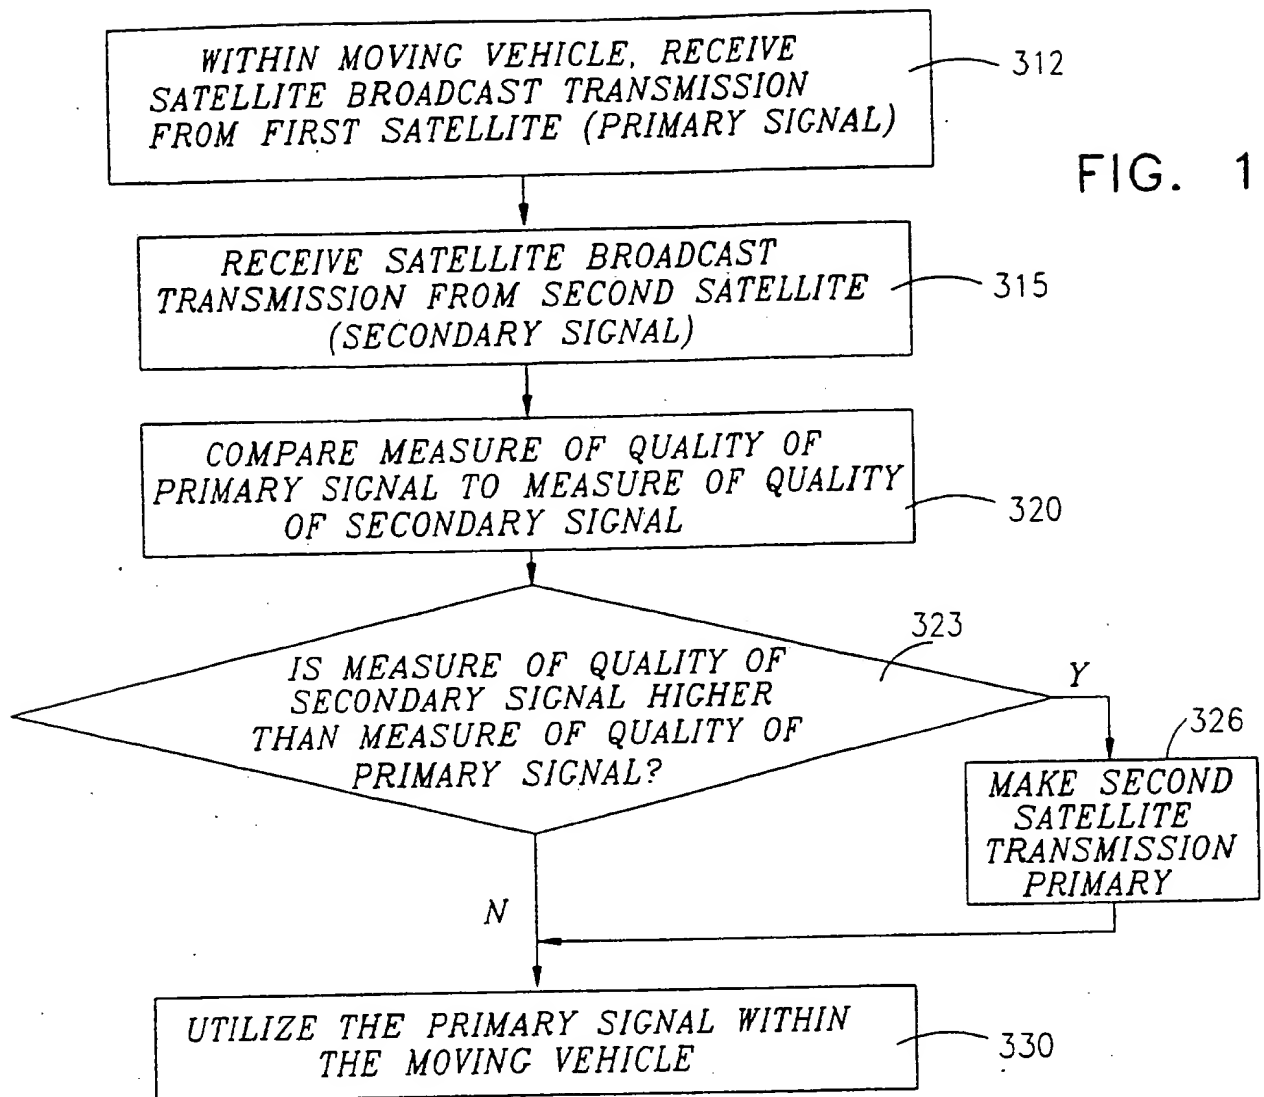 WITHIN MOVING VEHICLE, RECEIVE
SATELLITE BROADCAST TRANSMISSION
FROM FIRST SATELLITE (PRIMARY SIGNAL)
312
FIG. 1
RECEIVE SATELLITE BROADCAST
TRANSMISSION FROM SECOND SATELLITE
(SECONDARY SIGNAL)
315
COMPARE MEASURE OF QUALITY OF
PRIMARY SIGNAL TO MEASURE OF QUALITY
OF SECONDARY SIGNAL
320
IS MEASURE OF QUALITY OF
SECONDARY SIGNAL HIGHER
THAN MEASURE OF QUALITY OF
PRIMARY SIGNAL?
323
Y
326
MAKE SECOND
SATELLITE
TRANSMISSION
PRIMARY
N
UTILIZE THE PRIMARY SIGNAL WITHIN
THE MOVING VEHICLE
330